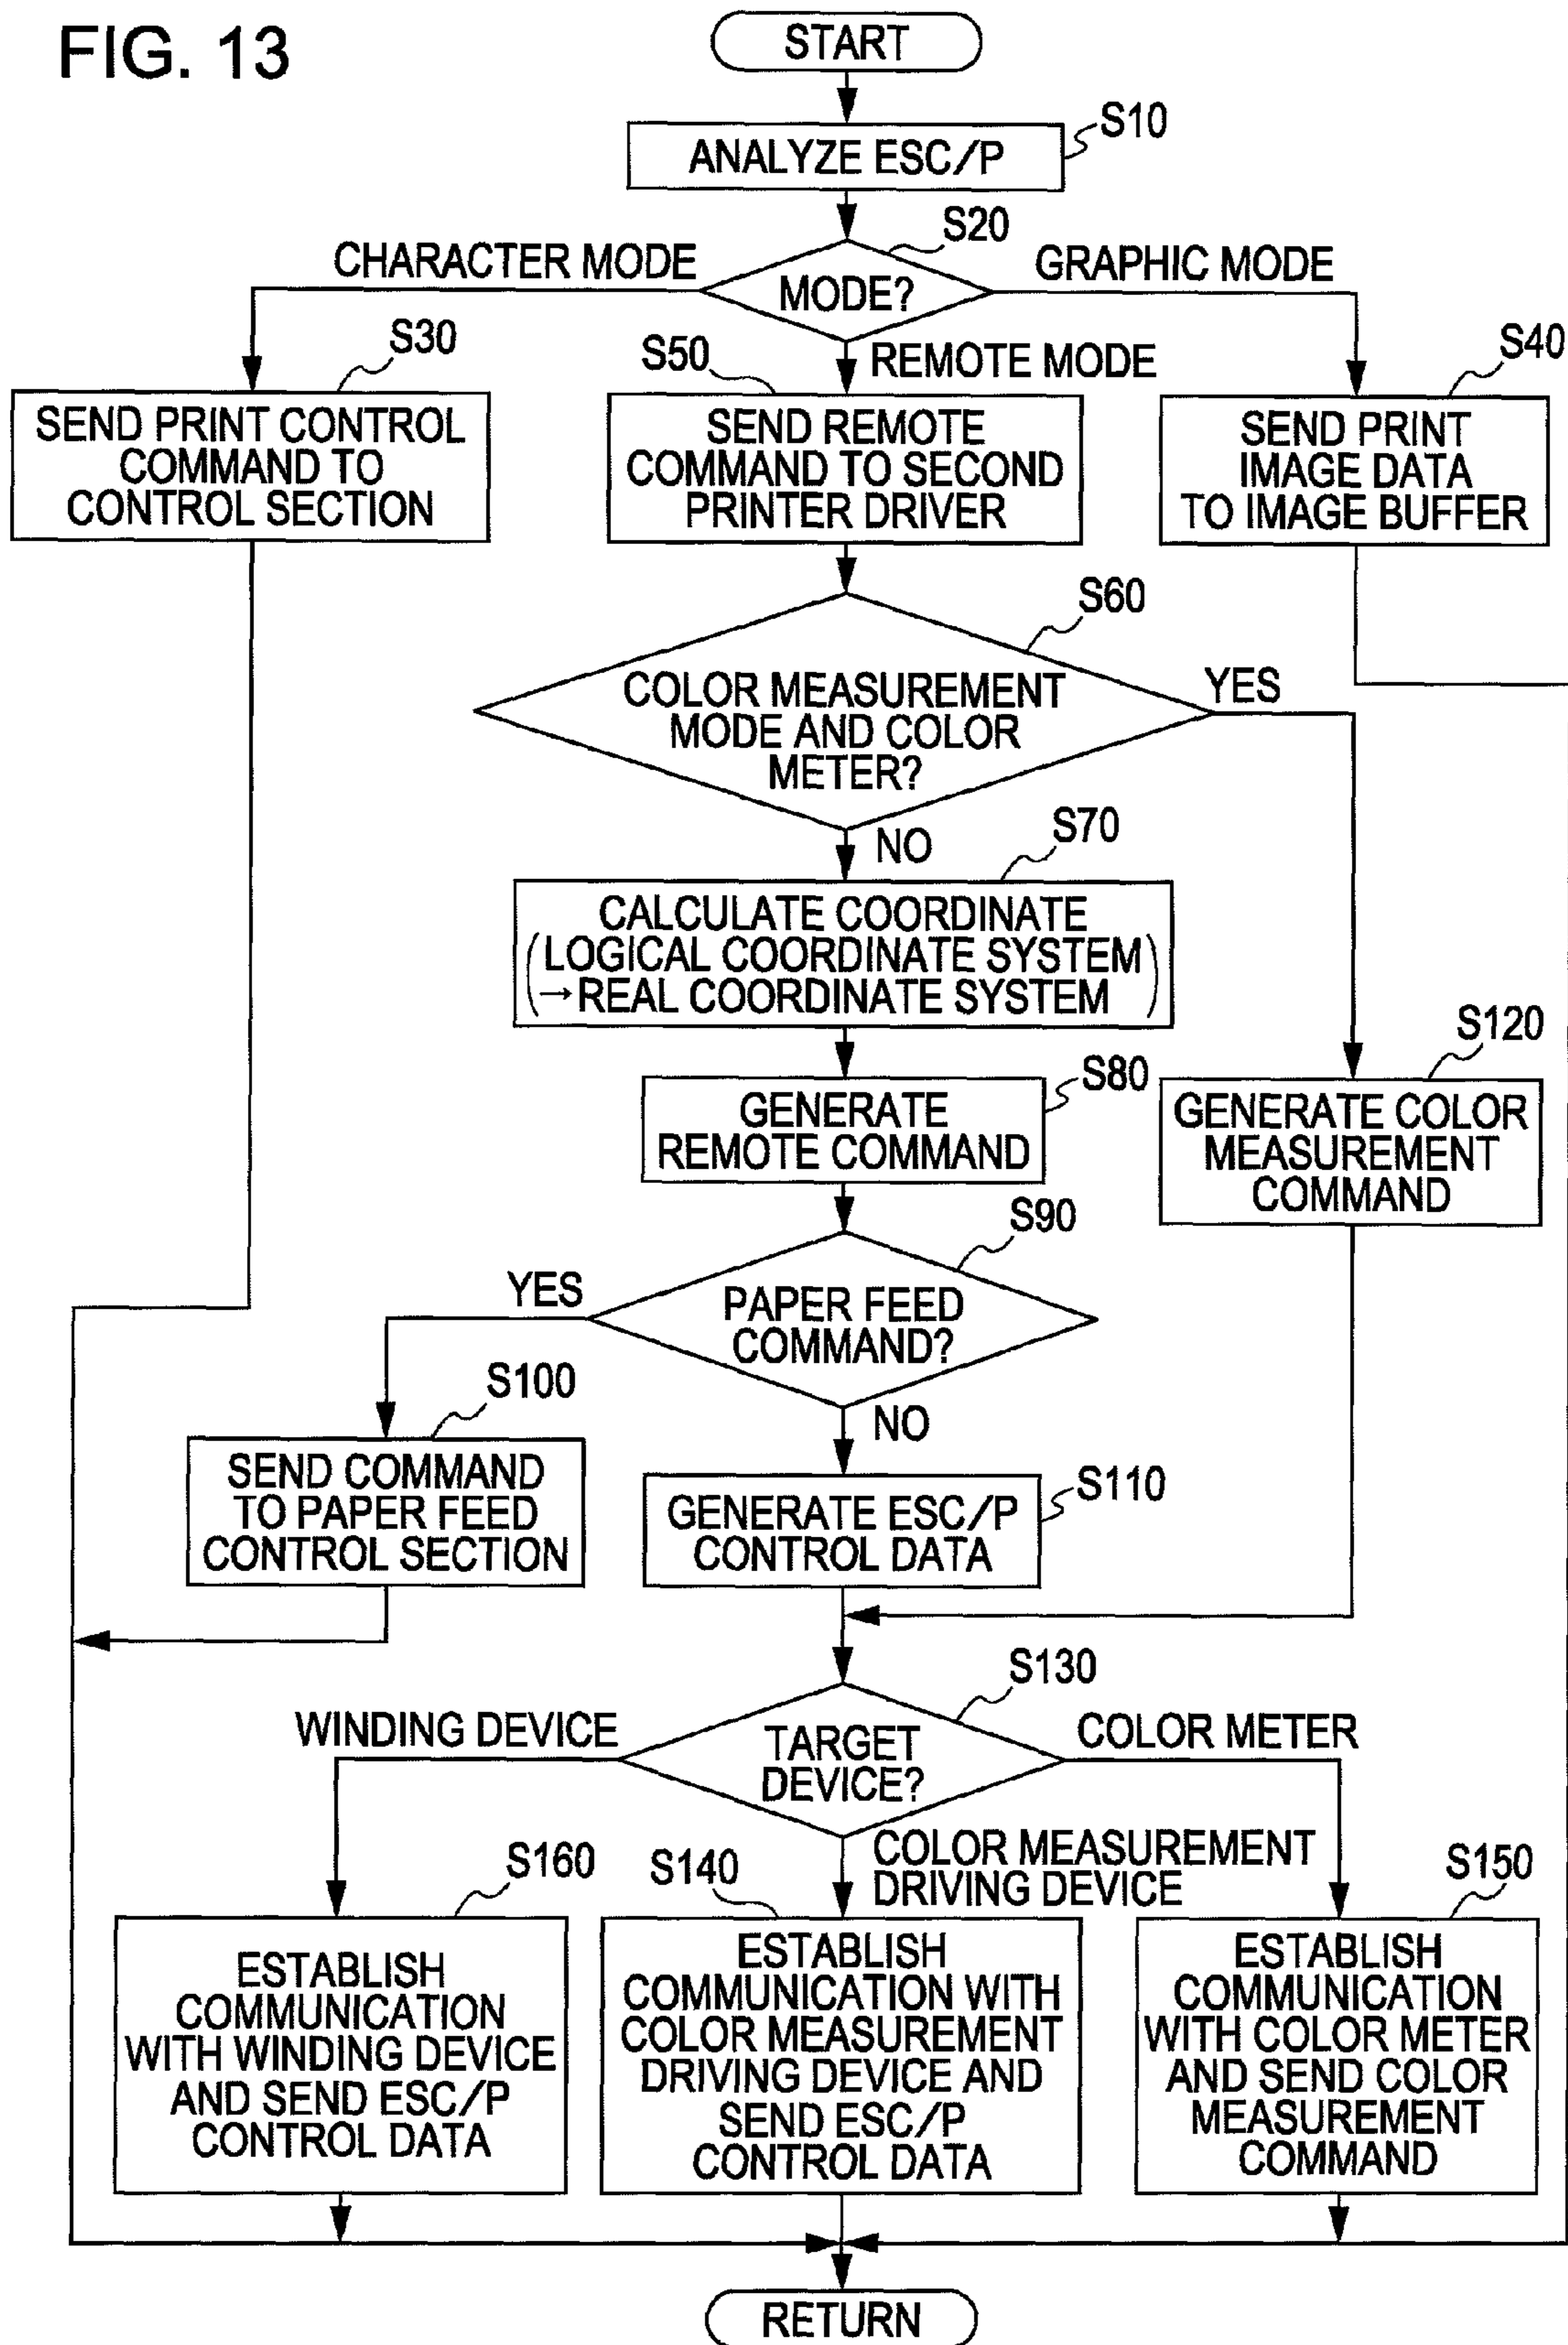 FIG. 13
START
S10
ANALYZE ESC/P
S20
CHARACTER MODE
MODE?
GRAPHIC MODE
S30
S50
REMOTE MODE
S40
SEND PRINT CONTROL
COMMAND TO
CONTROL SECTION
SEND REMOTE
COMMAND TO SECOND
PRINTER DRIVER
SEND PRINT
IMAGE DATA
TO IMAGE BUFFER
S60
COLOR MEASUREMENT
MODE AND COLOR
METER?
YES
NO
S70
CALCULATE COORDINATE
(LOGICAL COORDINATE SYSTEM
→REAL COORDINATE SYSTEM)
S80
GENERATE
REMOTE COMMAND
S120
GENERATE COLOR
MEASUREMENT
COMMAND
S90
YES
PAPER FEED
COMMAND?
NO
S100
SEND COMMAND
TO PAPER FEED
CONTROL SECTION
S110
GENERATE ESC/P
CONTROL DATA
S130
WINDING DEVICE
TARGET
DEVICE?
COLOR METER
COLOR MEASUREMENT
DRIVING DEVICE
S160
ESTABLISH
COMMUNICATION
WITH WINDING DEVICE
AND SEND ESC/P
CONTROL DATA
S140
ESTABLISH
COMMUNICATION WITH
COLOR MEASUREMENT
DRIVING DEVICE AND
SEND ESC/P
CONTROL DATA
S150
ESTABLISH
COMMUNICATION
WITH COLOR METER
AND SEND COLOR
MEASUREMENT
COMMAND
RETURN